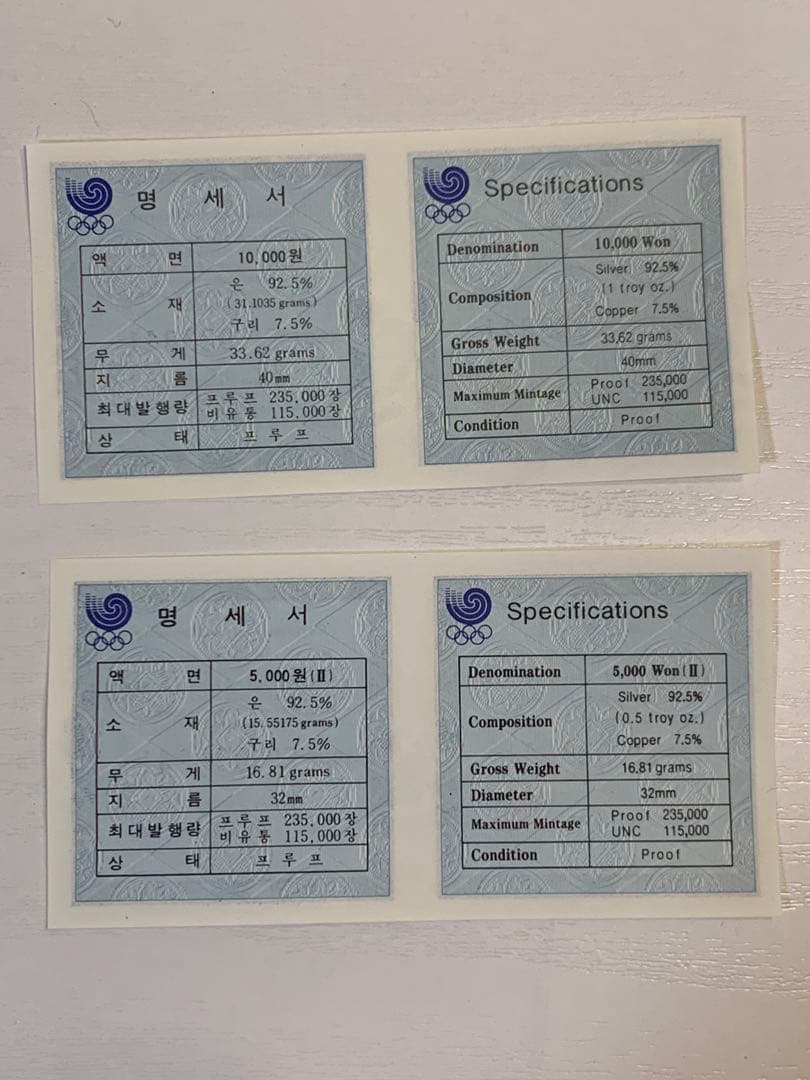 명 세 서
액 면 10,000원
소 재 은 92.5%
(31.1035 grams)
구리 7.5%
무 게 33.62 grams
지 름 40mm
최대발행량 프루프 235,000장
비유통 115,000장
상 태 프 루 프
Specifications
Denomination 10,000 Won
Composition Silver 92.5%
(1 troy oz.)
Copper 7.5%
Gross Weight 33,62 grams
Diameter 40mm
Maximum Mintage Proof 235,000
UNC 115,000
Condition Proof
명 세 서
액 면 5,000원(II)
소 재 은 92.5%
(15.55175 grams)
구리 7.5%
무 게 16.81 grams
지 름 32mm
최대발행량 프루프 235,000장
비유통 115,000장
상 태 프 루 프
Specifications
Denomination 5,000 Won(II)
Composition Silver 92.5%
(0.5 troy oz.)
Copper 7.5%
Gross Weight 16,81 grams
Diameter 32mm
Maximum Mintage Proof 235,000
UNC 115,000
Condition Proof